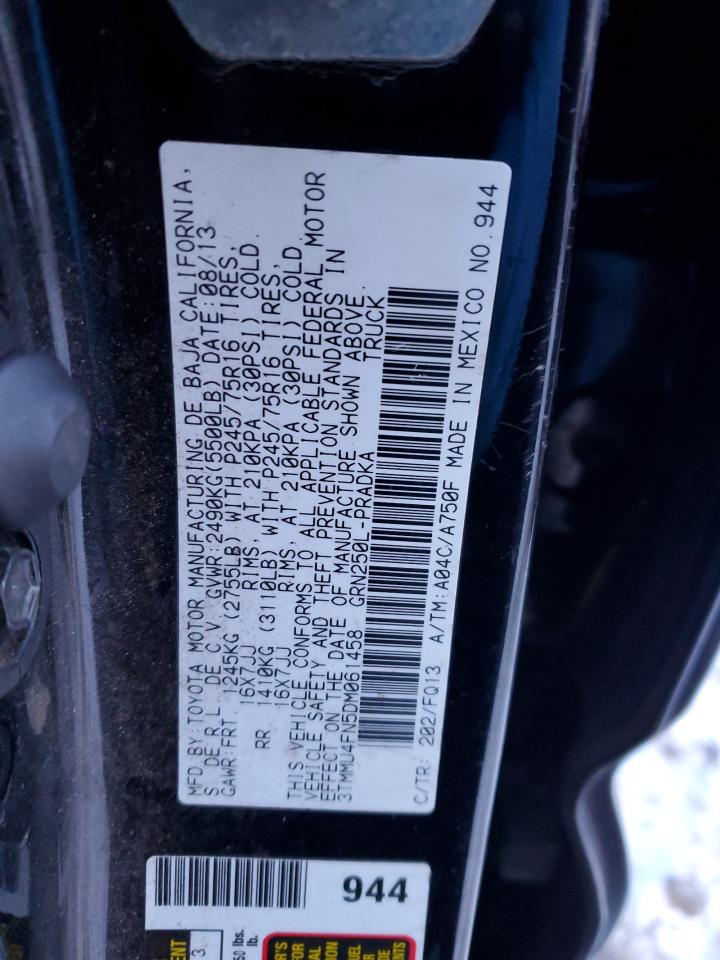 MFD BY:TOYOTA MOTOR MANUFACTURING DE BAJA CALIFORNIA,
S DE R L DE C V GVWR:2490KG(5500LB) DATE:08/13
GAWR:FRT 1245KG (2755LB) WITH P245/75R16 TIRES,
16X7JJ RIMS, AT 210KPA (30PSI) COLD.
RR 1410KG (3110LB) WITH P245/75R16 TIRES,
16X7JJ RIMS, AT 210KPA (30PSI) COLD.
THIS VEHICLE CONFORMS TO ALL APPLICABLE FEDERAL MOTOR
VEHICLE SAFETY AND THEFT PREVENTION STANDARDS IN
EFFECT ON THE DATE OF MANUFACTURE SHOWN ABOVE.
3TMMU4FN5DM061458 GRN250L-PRADKA TRUCK
C/TR: 202/FQ13 A/TM:A04C/A750F MADE IN MEXICO NO.944
944
3
50 lbs.
lb.